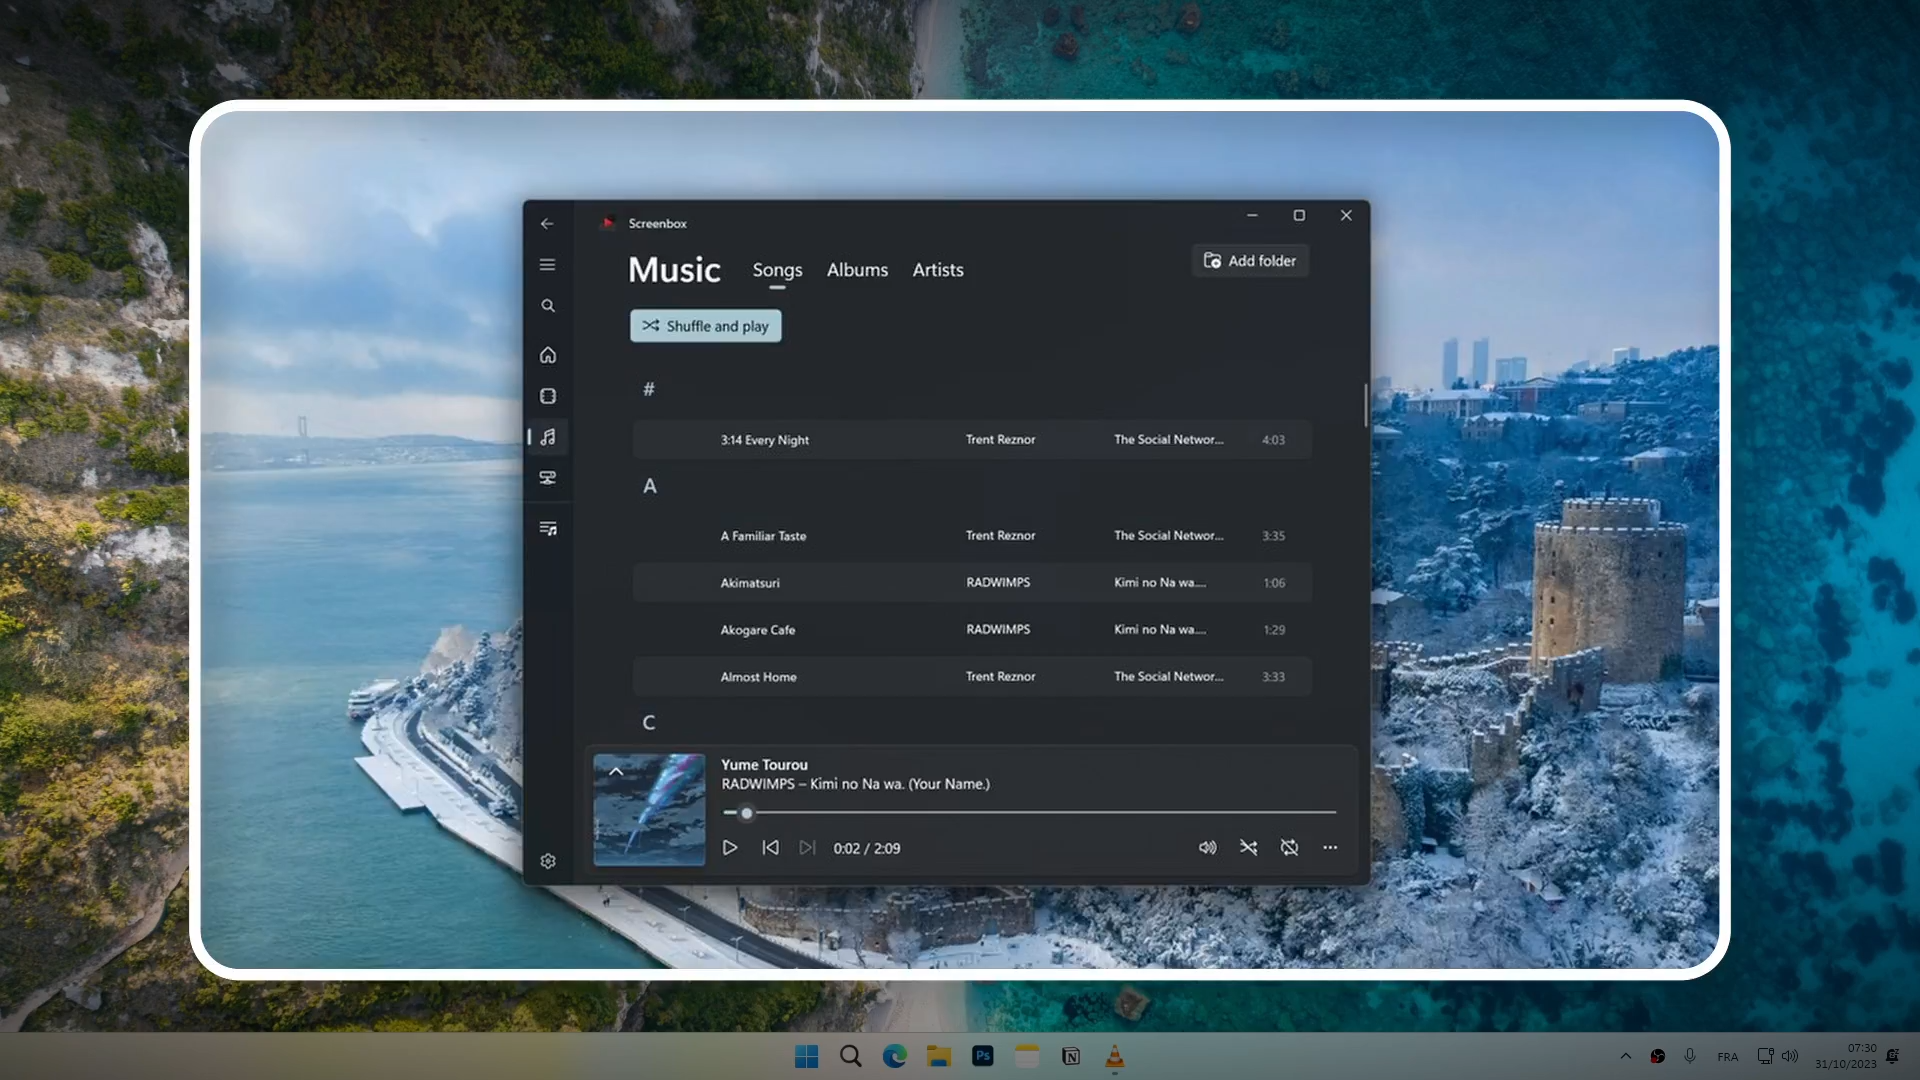 Screenbox
Music Songs Albums Artists
Add folder
Shuffle and play
#
3:14 Every Night Trent Reznor The Social Networ... 4:03
A
A Familiar Taste Trent Reznor The Social Networ... 3:35
Akimatsuri RADWIMPS Kimi no Na wa.... 1:06
Akogare Cafe RADWIMPS Kimi no Na wa.... 1:29
Almost Home Trent Reznor The Social Networ... 3:33
C
Yume Tourou
RADWIMPS – Kimi no Na wa. (Your Name.)
0:02 / 2:09
Ps
N
FRA
07:30
31/10/2023